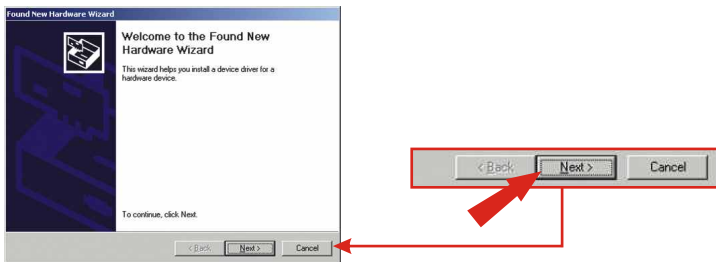 Found New Hardware Wizard
Welcome to the Found New
Hardware Wizard
This wizard helps you install a device driver for a
hardware device.
To continue, click Next.
< Back Next > Cancel
< Back Next > Cancel